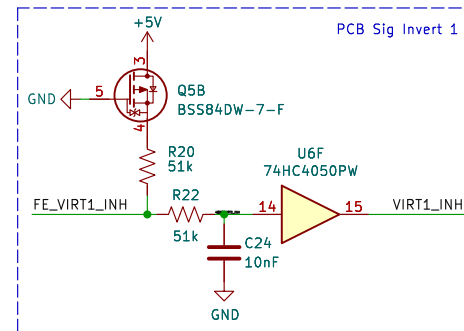 +5V
PCB Sig Invert 1
3
Q5B
GND
5
BSS84DW-7-F
4
R20
51k
U6F
74HC4050PW
FE_VIRT1_INH
R22
14
15
VIRT1_INH
51k
C24
10nF
GND